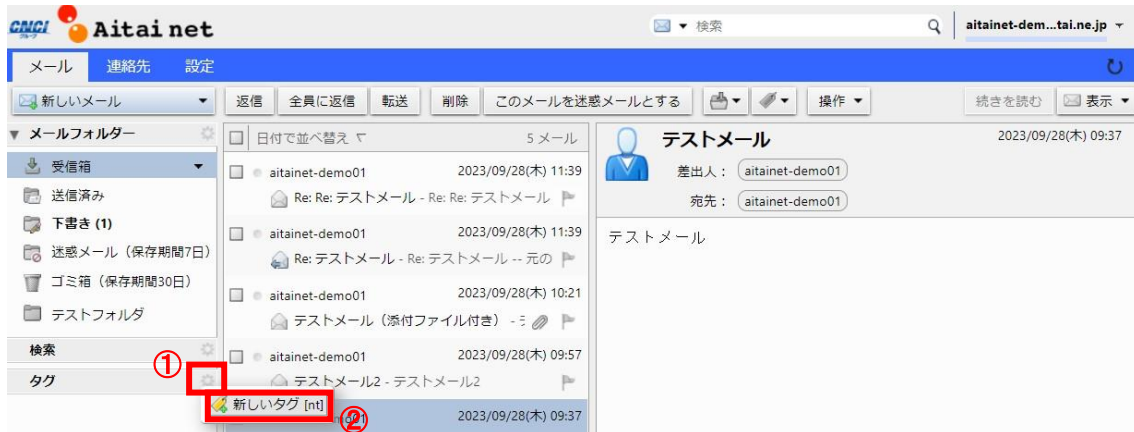 CNCI グループ Aitai net
検索
aitainet-dem...tai.ne.jp
メール 連絡先 設定
新しいメール 返信 全員に返信 転送 削除 このメールを迷惑メールとする 操作 続きを読む 表示
メールフォルダー
受信箱
送信済み
下書き (1)
迷惑メール（保存期間7日）
ゴミ箱（保存期間30日）
テストフォルダ
検索
タグ
①
新しいタグ [nt]
②
日付で並べ替え 5 メール
aitainet-demo01 2023/09/28(木) 11:39
Re: Re: テストメール - Re: Re: テストメール
aitainet-demo01 2023/09/28(木) 11:39
Re: テストメール - Re: テストメール -- 元の
aitainet-demo01 2023/09/28(木) 10:21
テストメール（添付ファイル付き） - テ
aitainet-demo01 2023/09/28(木) 09:57
テストメール2 - テストメール2
mo01 2023/09/28(木) 09:37
テストメール 2023/09/28(木) 09:37
差出人： aitainet-demo01
宛先： aitainet-demo01
テストメール